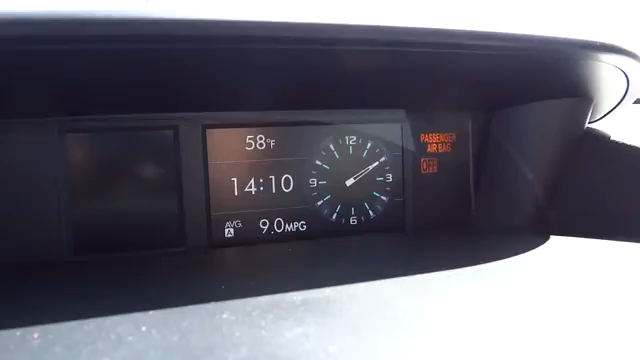 58°F
14:10
AVG.
A
9.0MPG
12
9
3
6
PASSENGER
AIR BAG
OFF